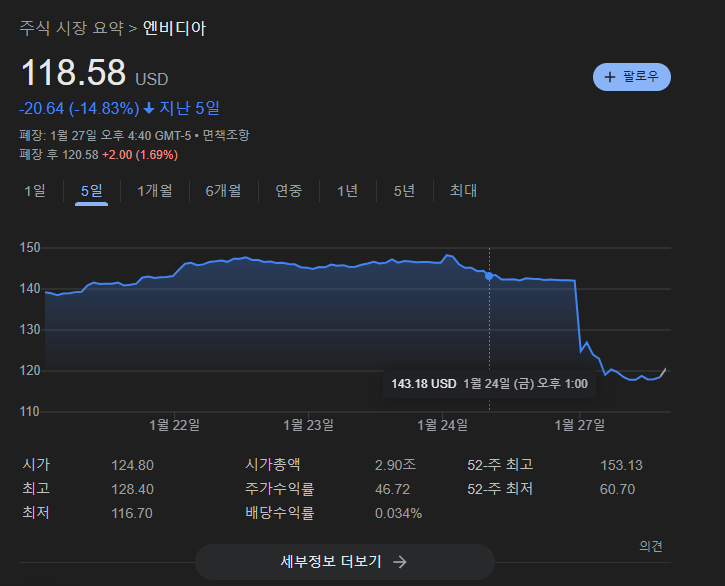 주식 시장 요약 > 엔비디아
118.58 USD
+ 팔로우
-20.64 (-14.83%) ↓ 지난 5일
폐장: 1월 27일 오후 4:40 GMT-5 • 면책조항
폐장 후 120.58 +2.00 (1.69%)
1일 5일 1개월 6개월 연중 1년 5년 최대
150
140
130
120
110
143.18 USD 1월 24일 (금) 오후 1:00
1월 22일 1월 23일 1월 24일 1월 27일
시가 124.80 시가총액 2.90조 52-주 최고 153.13
최고 128.40 주가수익률 46.72 52-주 최저 60.70
최저 116.70 배당수익률 0.034%
의견
세부정보 더보기 →